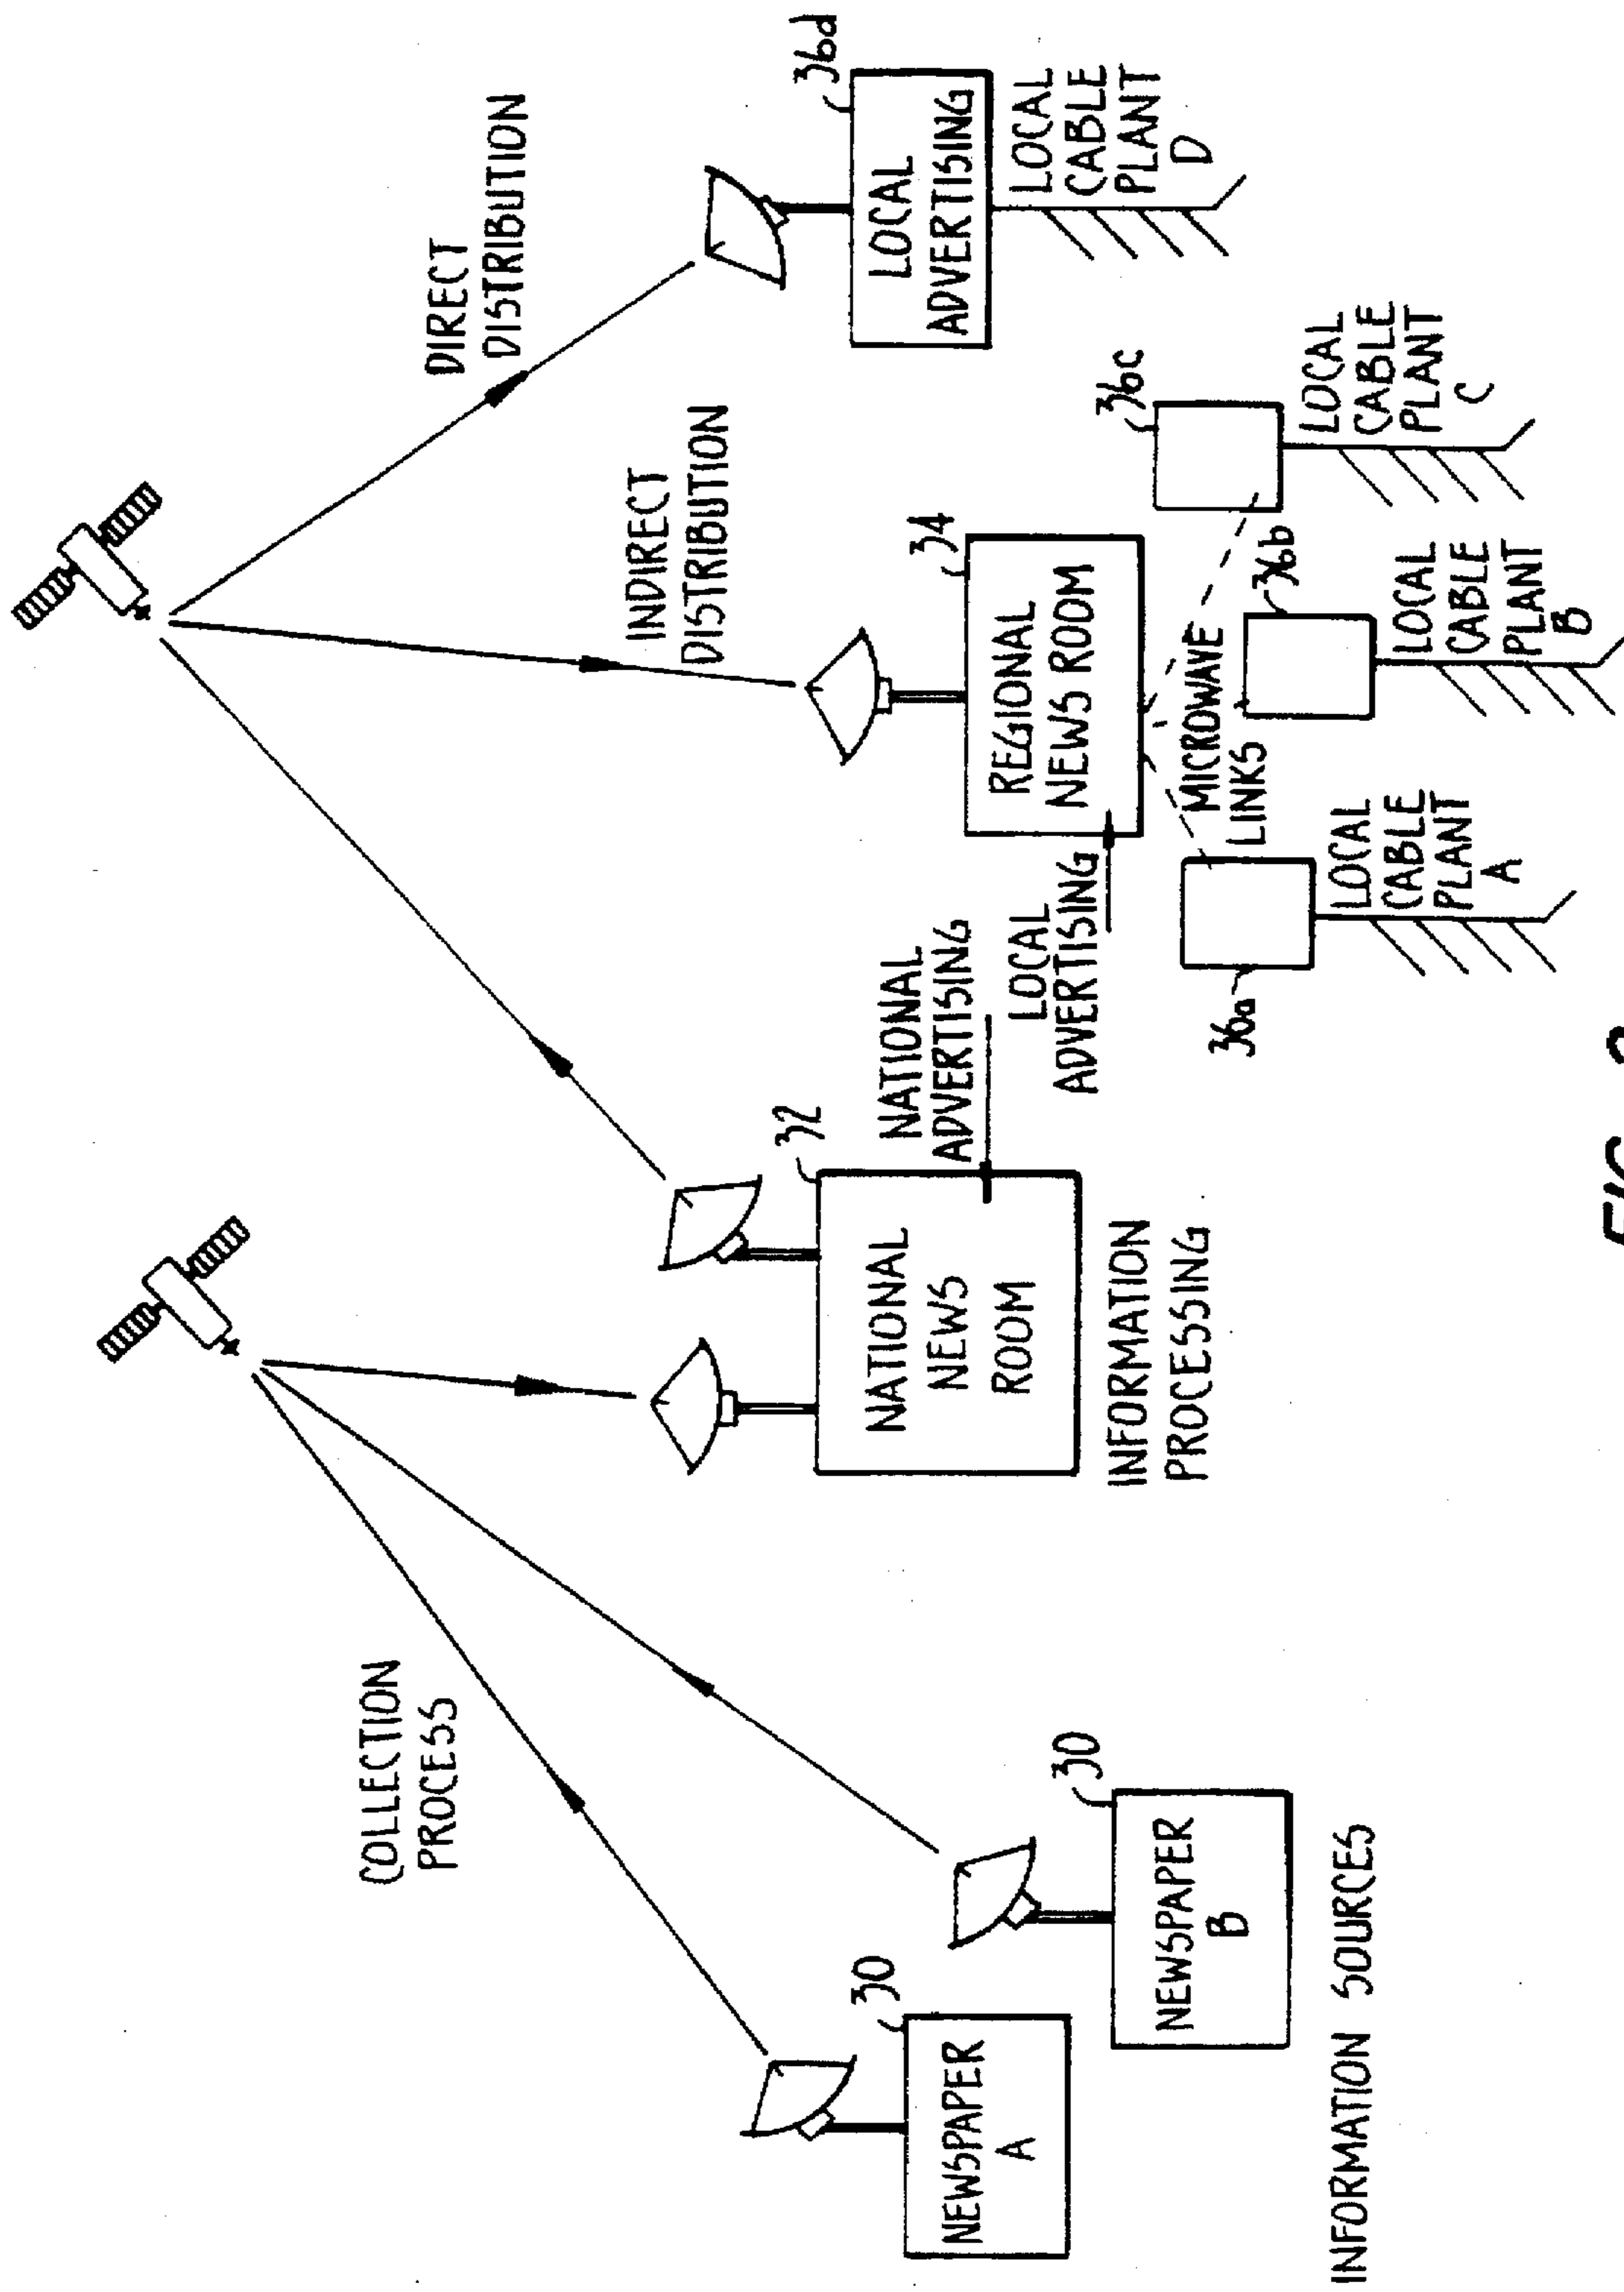 COLLECTION
PROCESS
DIRECT
DISTRIBUTION
INDIRECT
DISTRIBUTION
NEWSPAPER
A
30
NEWSPAPER
B
30
INFORMATION SOURCES
NATIONAL
NEWS
ROOM
32
INFORMATION
PROCESSING
NATIONAL
ADVERTISING
LOCAL
ADVERTISING
REGIONAL
NEWS ROOM
34
MICROWAVE
LINKS
36a
LOCAL
CABLE
PLANT
A
36b
LOCAL
CABLE
PLANT
B
36c
LOCAL
CABLE
PLANT
C
LOCAL
ADVERTISING
36d
LOCAL
CABLE
PLANT
D